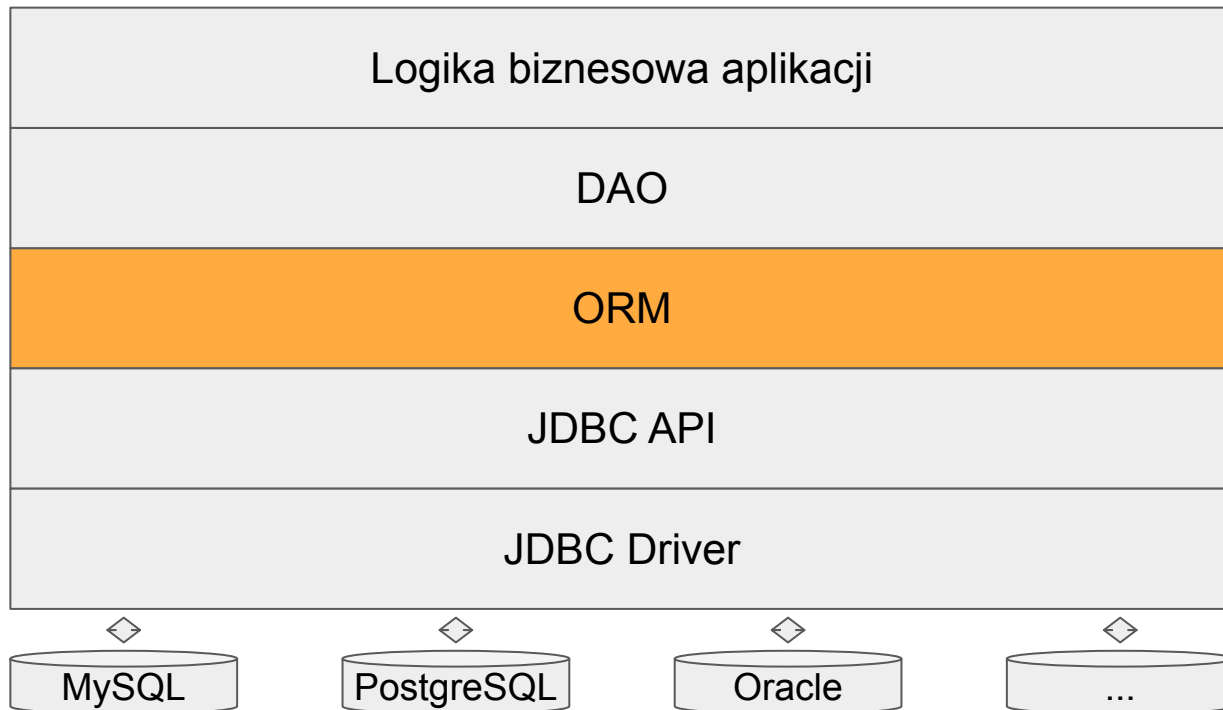 Logika biznesowa aplikacji
DAO
ORM
JDBC API
JDBC Driver
MySQL
PostgreSQL
Oracle
...